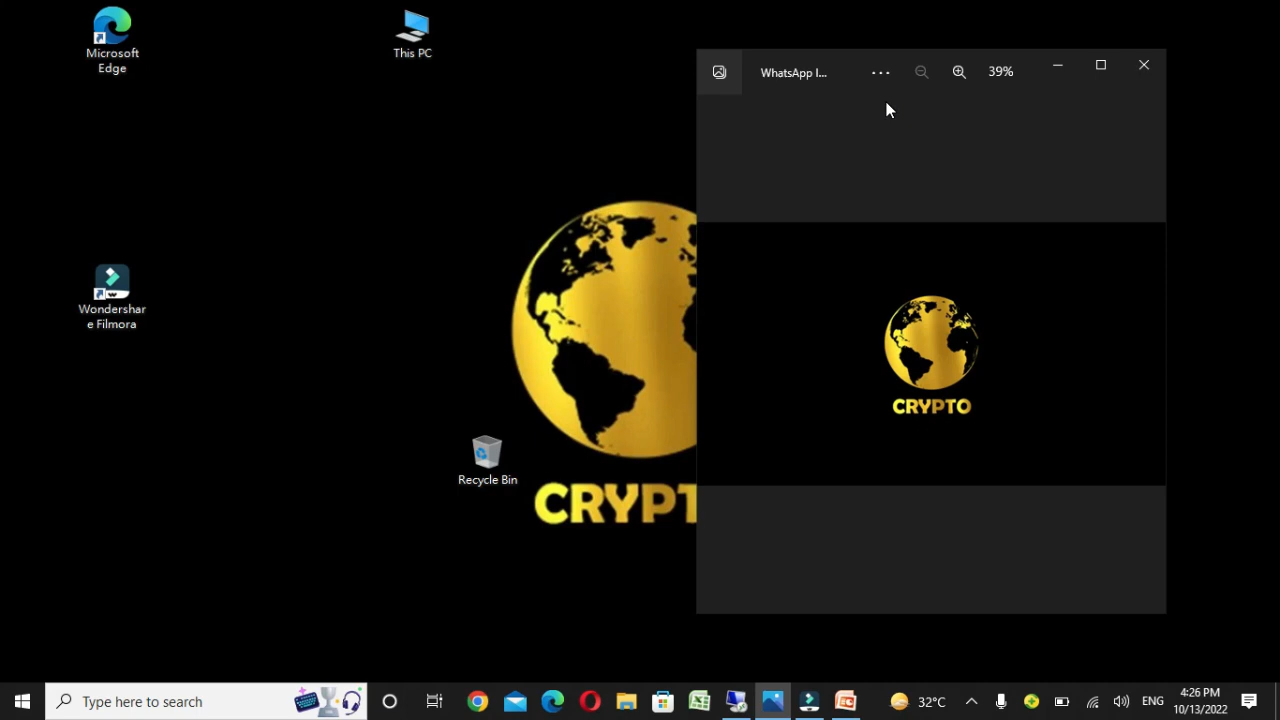 Microsoft
Edge
This PC
WhatsApp I...
39%
CRYPTO
Wondershar
e Filmora
Recycle Bin
CRYPT
Type here to search
32°C
ENG
4:26 PM
10/13/2022